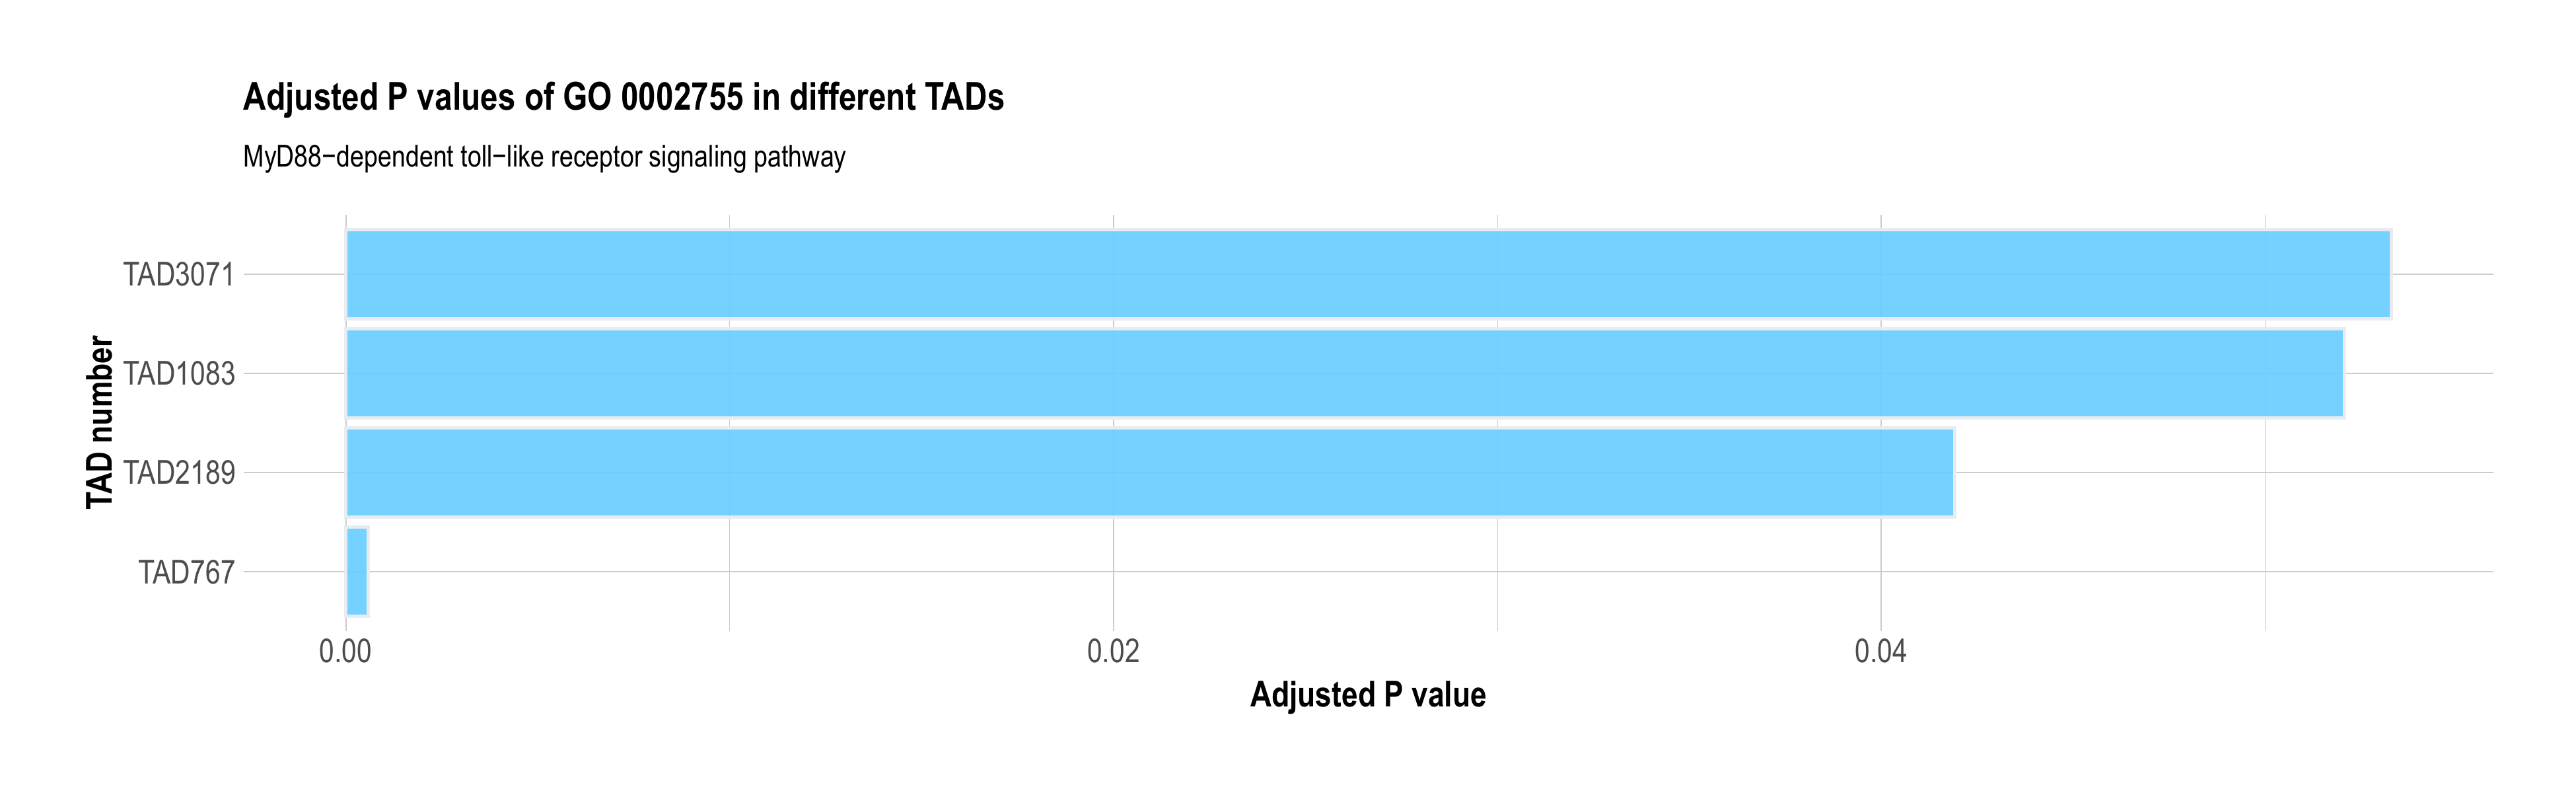 Adjusted P values of GO 0002755 in different TADs
MyD88−dependent toll−like receptor signaling pathway
TAD number
TAD3071
TAD1083
TAD2189
TAD767
0.00 0.02 0.04
Adjusted P value